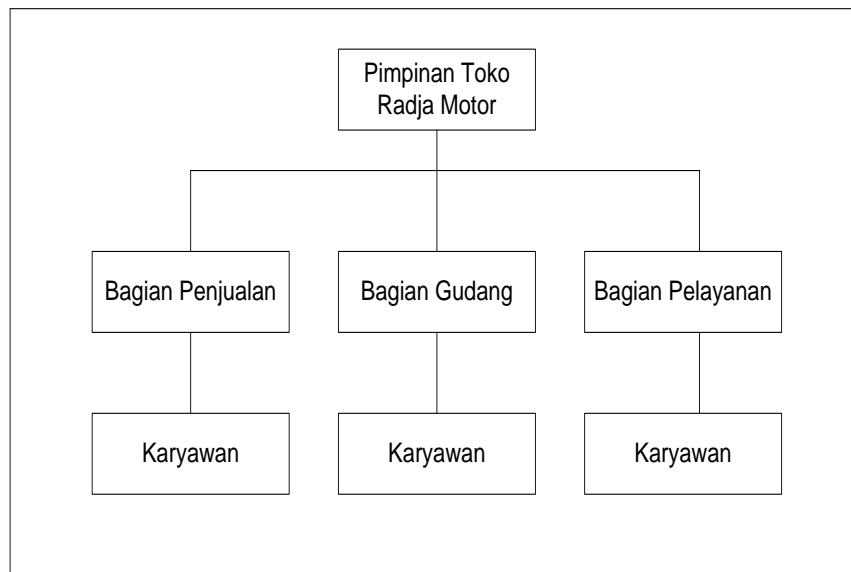 Pimpinan Toko
Radja Motor
Bagian Penjualan
Bagian Gudang
Bagian Pelayanan
Karyawan
Karyawan
Karyawan